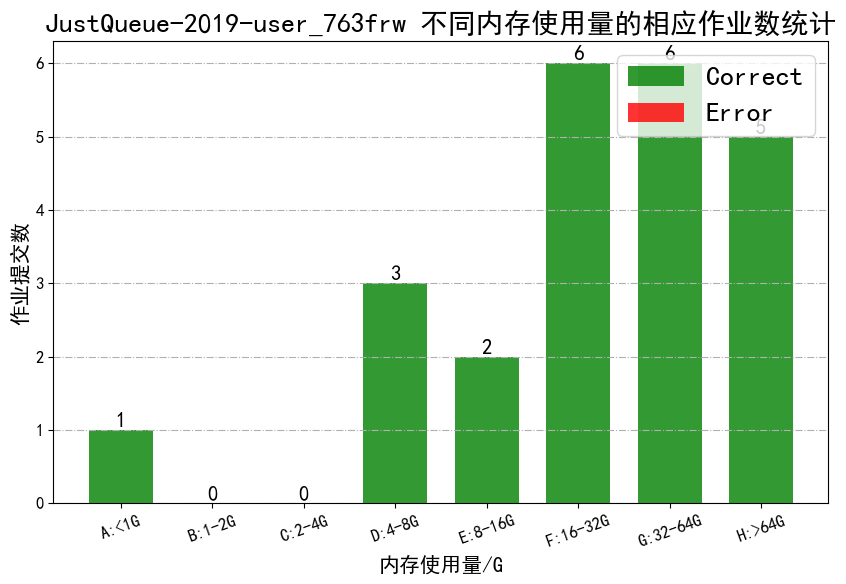 JustQueue-2019-user_763frw 不同内存使用量的相应作业数统计
Correct
Error
作业提交数
6
5
4
3
2
1
0
1
0
0
3
2
6
6
5
A:<1G
B:1-2G
C:2-4G
D:4-8G
E:8-16G
F:16-32G
G:32-64G
H:>64G
内存使用量/G